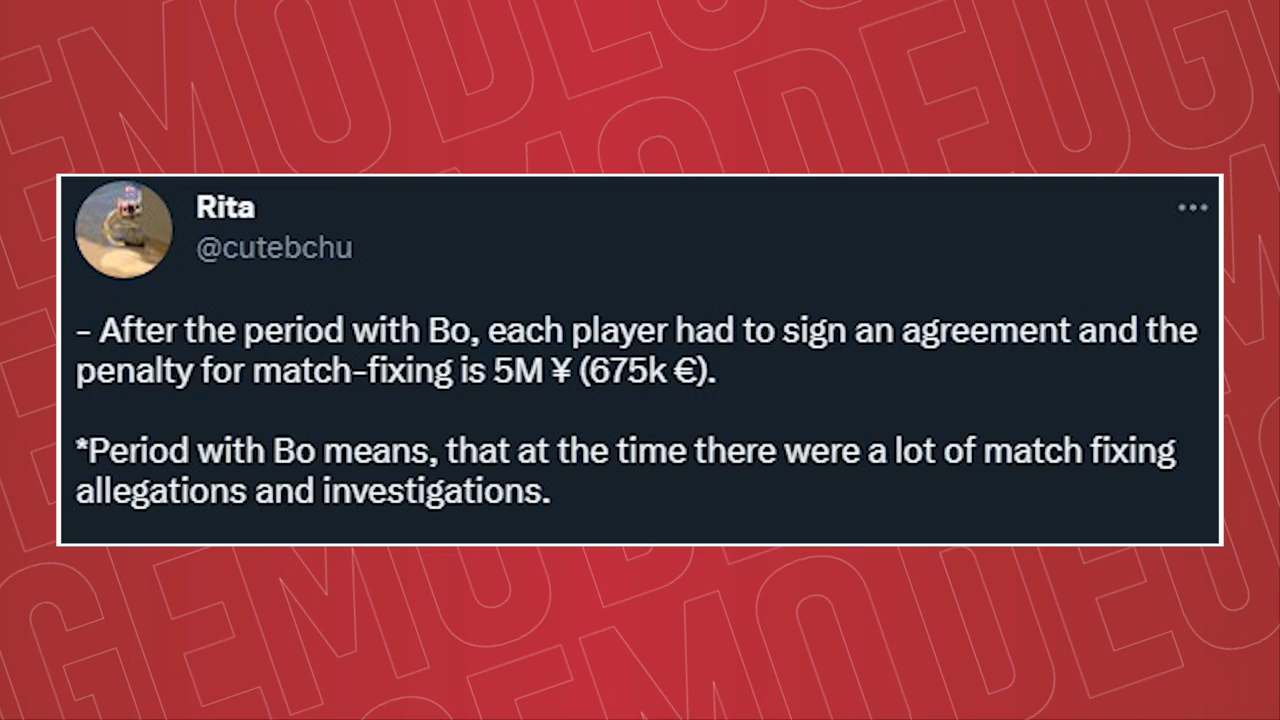 Rita
@cutebchu
– After the period with Bo, each player had to sign an agreement and the
penalty for match-fixing is 5M ¥ (675k €).
*Period with Bo means, that at the time there were a lot of match fixing
allegations and investigations.